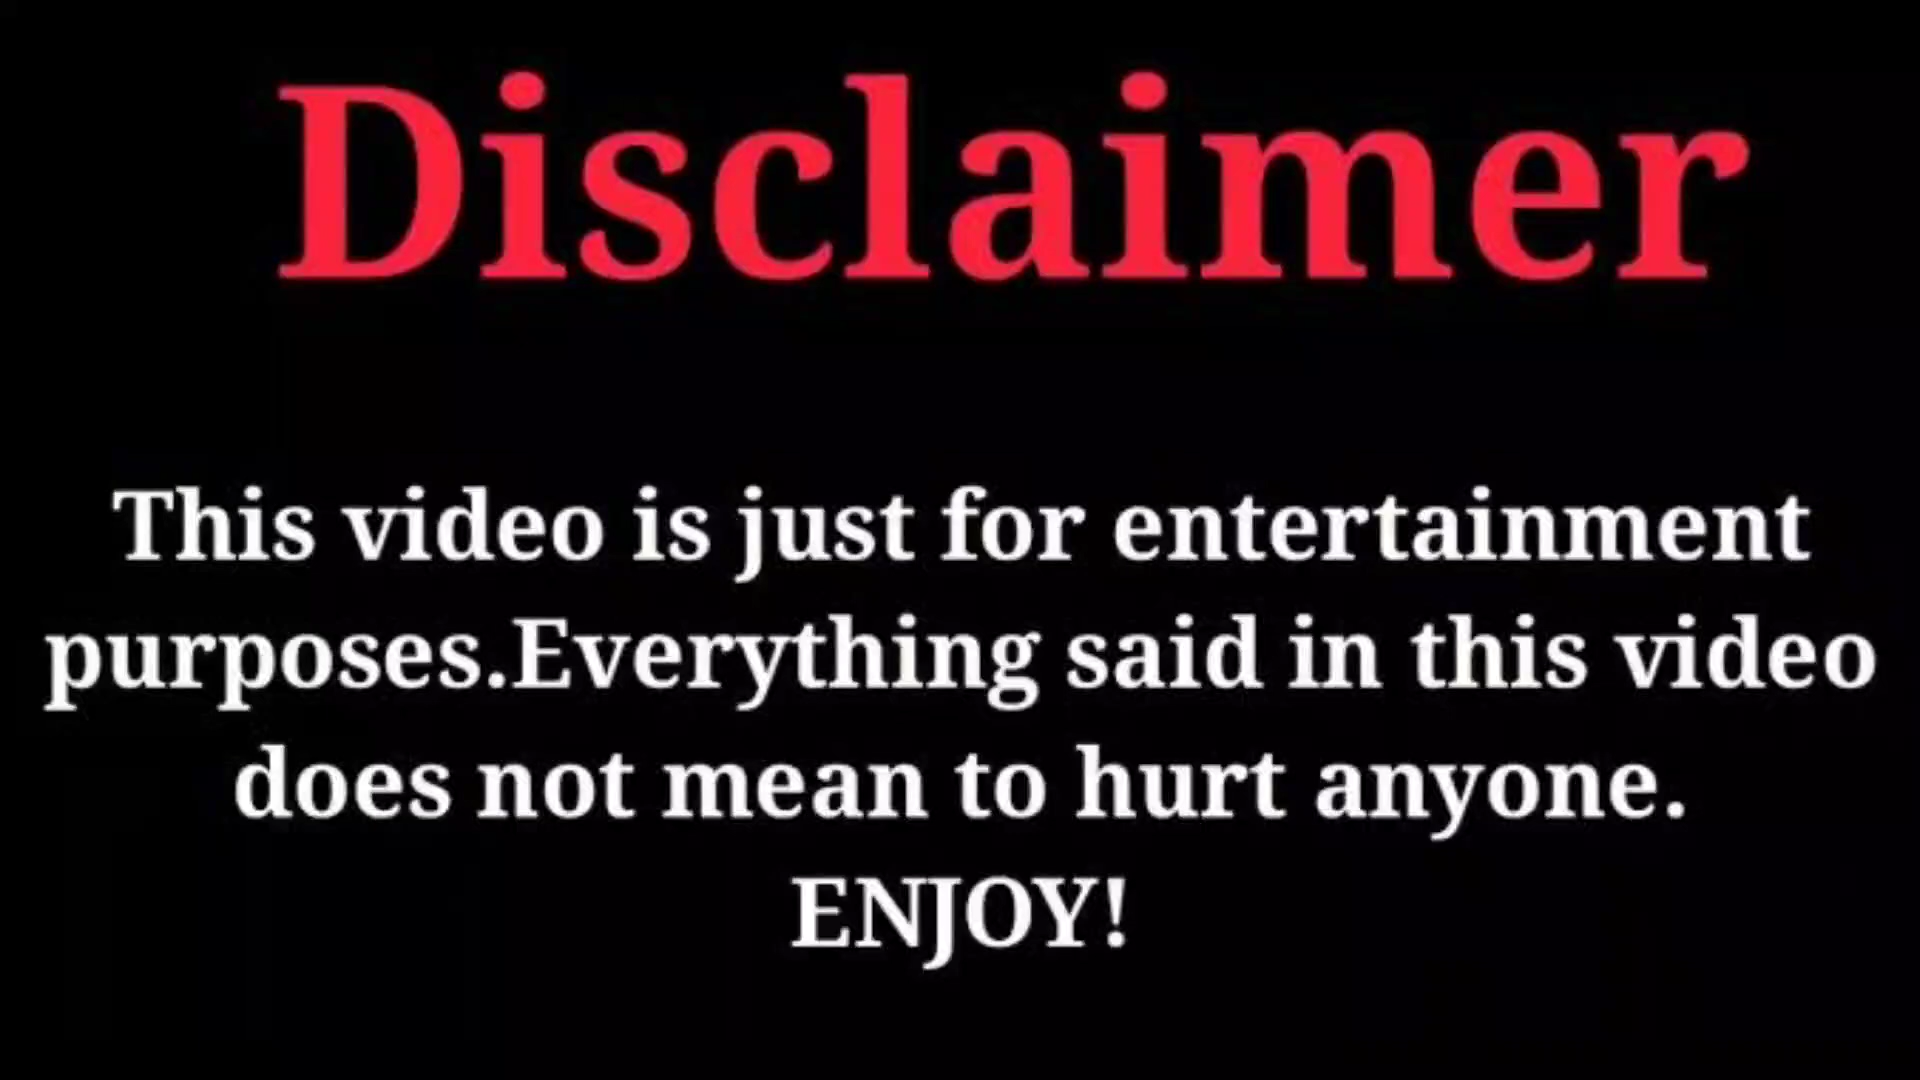 Disclaimer
This video is just for entertainment
purposes.Everything said in this video
does not mean to hurt anyone.
ENJOY!